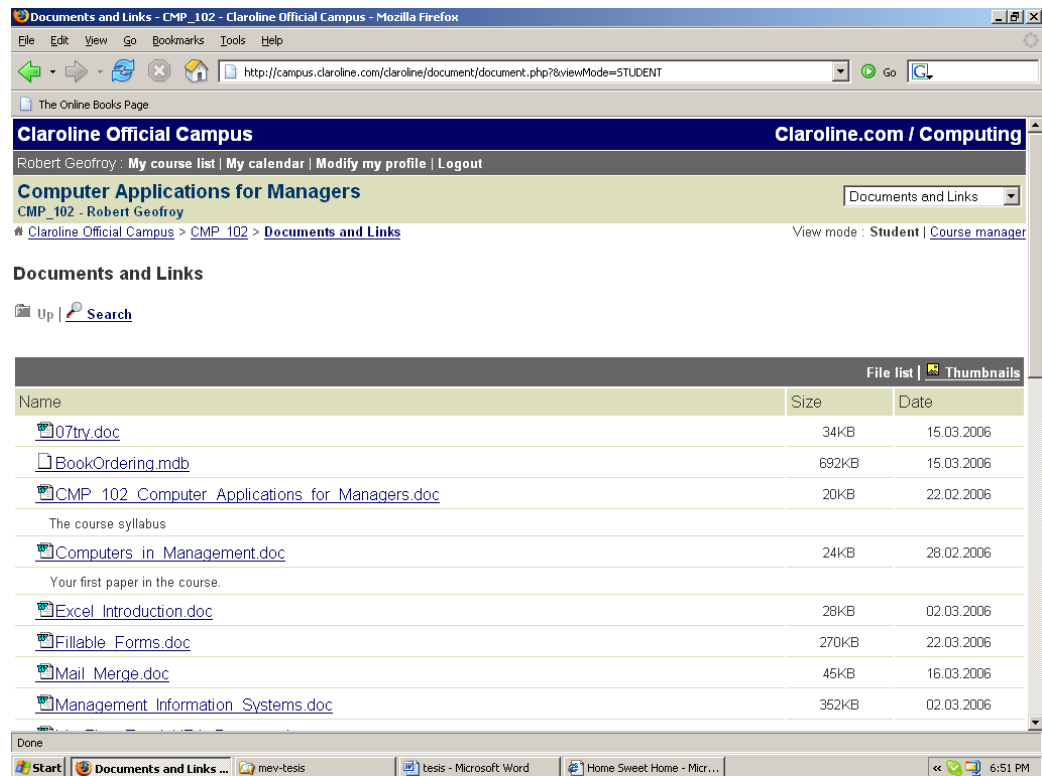 Documents and Links - CMP_102 - Claroline Official Campus - Mozilla Firefox
File Edit View Go Bookmarks Tools Help
http://campus.claroline.com/claroline/document/document.php?&viewMode=STUDENT Go G
The Online Books Page
Claroline Official Campus Claroline.com / Computing
Robert Geofroy : My course list | My calendar | Modify my profile | Logout
Computer Applications for Managers Documents and Links
CMP_102 - Robert Geofroy
Claroline Official Campus > CMP_102 > Documents and Links View mode : Student | Course manager
Documents and Links
Up | Search
File list | Thumbnails
Name Size Date
07try.doc 34KB 15.03.2006
BookOrdering.mdb 692KB 15.03.2006
CMP_102_Computer_Applications_for_Managers.doc 20KB 22.02.2006
The course syllabus
Computers_in_Management.doc 24KB 28.02.2006
Your first paper in the course.
Excel_Introduction.doc 28KB 02.03.2006
Fillable_Forms.doc 270KB 22.03.2006
Mail_Merge.doc 45KB 16.03.2006
Management_Information_Systems.doc 352KB 02.03.2006
Done
Start Documents and Links ... mev-tesis tesis - Microsoft Word Home Sweet Home - Micr... « 6:51 PM